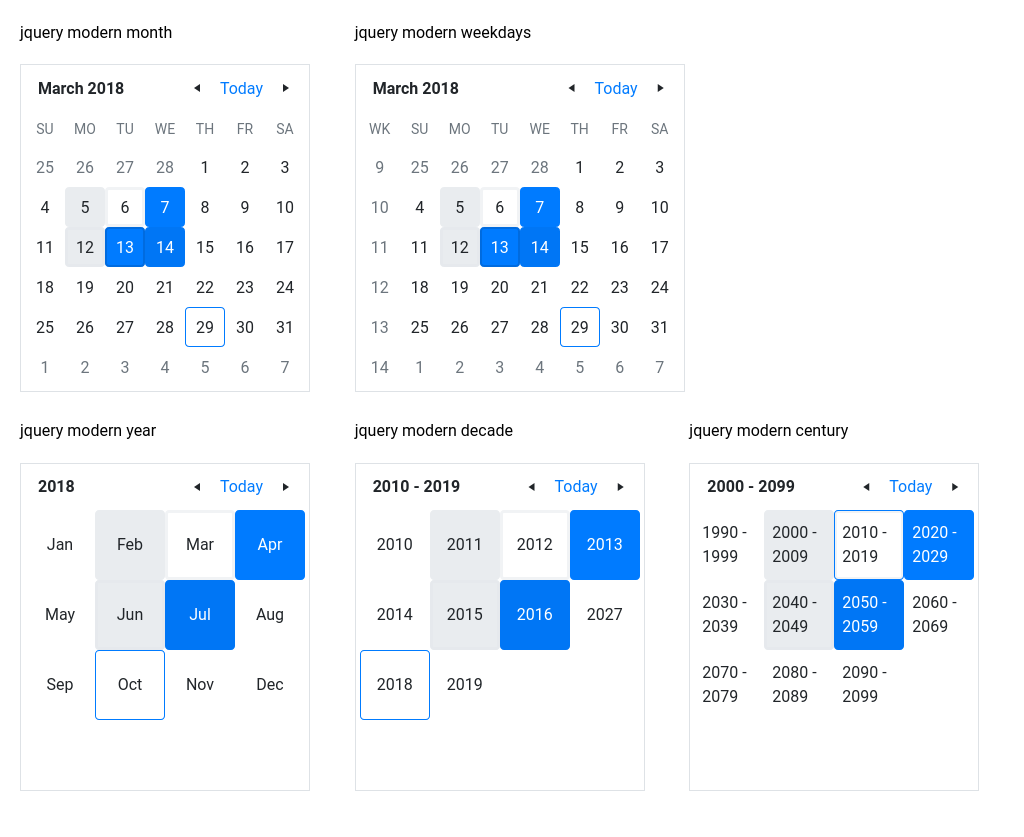 jquery modern month
March 2018 ◂ Today ▸
SU MO TU WE TH FR SA
25 26 27 28 1 2 3
4 5 6 7 8 9 10
11 12 13 14 15 16 17
18 19 20 21 22 23 24
25 26 27 28 29 30 31
1 2 3 4 5 6 7
jquery modern weekdays
March 2018 ◂ Today ▸
WK SU MO TU WE TH FR SA
9 25 26 27 28 1 2 3
10 4 5 6 7 8 9 10
11 11 12 13 14 15 16 17
12 18 19 20 21 22 23 24
13 25 26 27 28 29 30 31
14 1 2 3 4 5 6 7
jquery modern year
2018 ◂ Today ▸
Jan Feb Mar Apr
May Jun Jul Aug
Sep Oct Nov Dec
jquery modern decade
2010 - 2019 ◂ Today ▸
2010 2011 2012 2013
2014 2015 2016 2027
2018 2019
jquery modern century
2000 - 2099 ◂ Today ▸
1990 - 2000 - 2010 - 2020 -
1999 2009 2019 2029
2030 - 2040 - 2050 - 2060 -
2039 2049 2059 2069
2070 - 2080 - 2090 -
2079 2089 2099